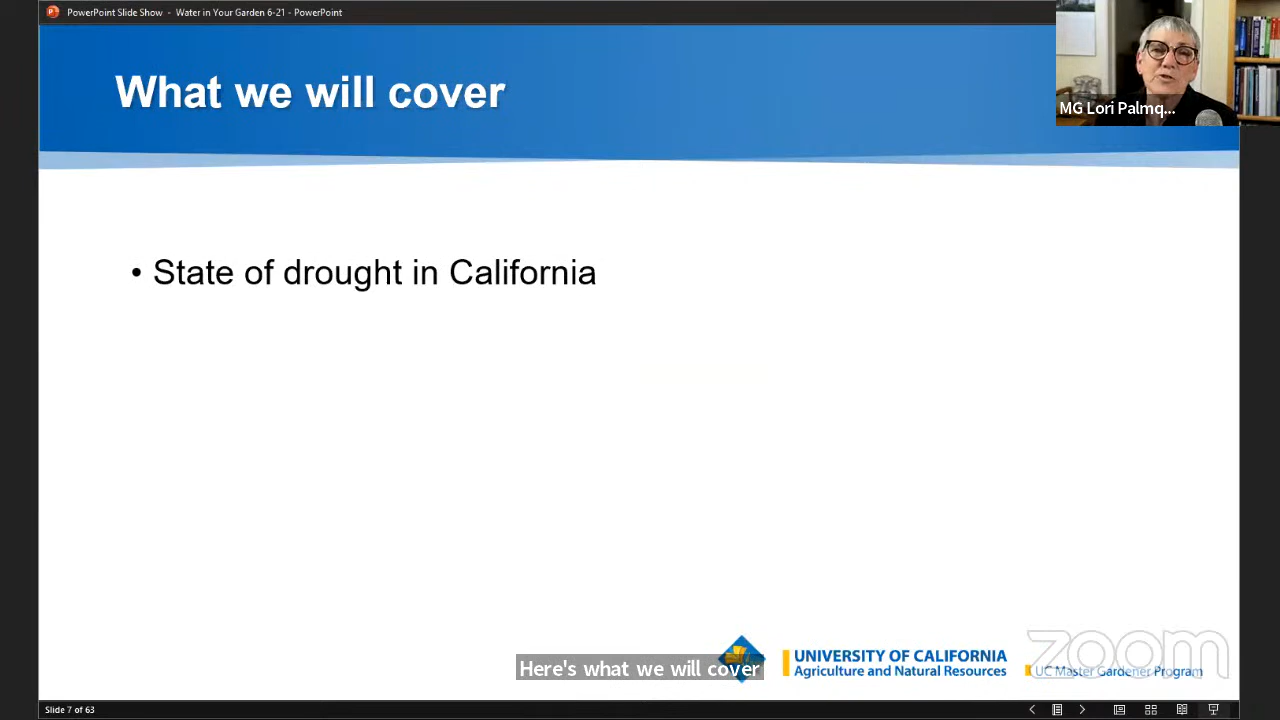 PowerPoint Slide Show - Water in Your Garden 6-21 - PowerPoint
What we will cover
MG Lori Palmq...
• State of drought in California
Here's what we will cover
UNIVERSITY OF CALIFORNIA
Agriculture and Natural Resources
UC Master Gardener Program
zoom
Slide 7 of 63